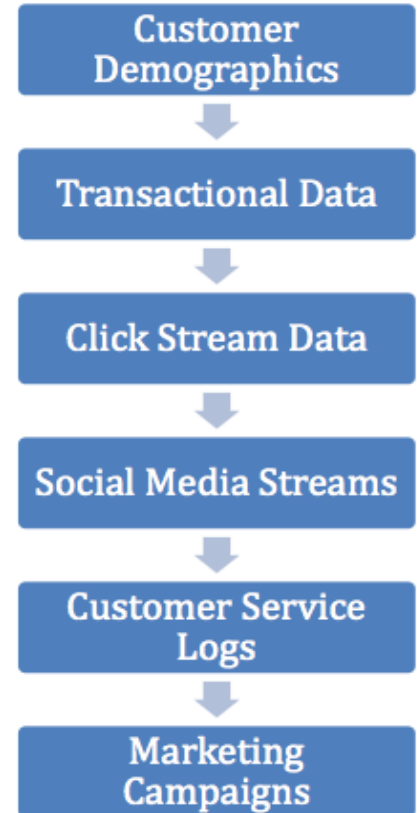 Customer
Demographics
Transactional Data
Click Stream Data
Social Media Streams
Customer Service
Logs
Marketing
Campaigns